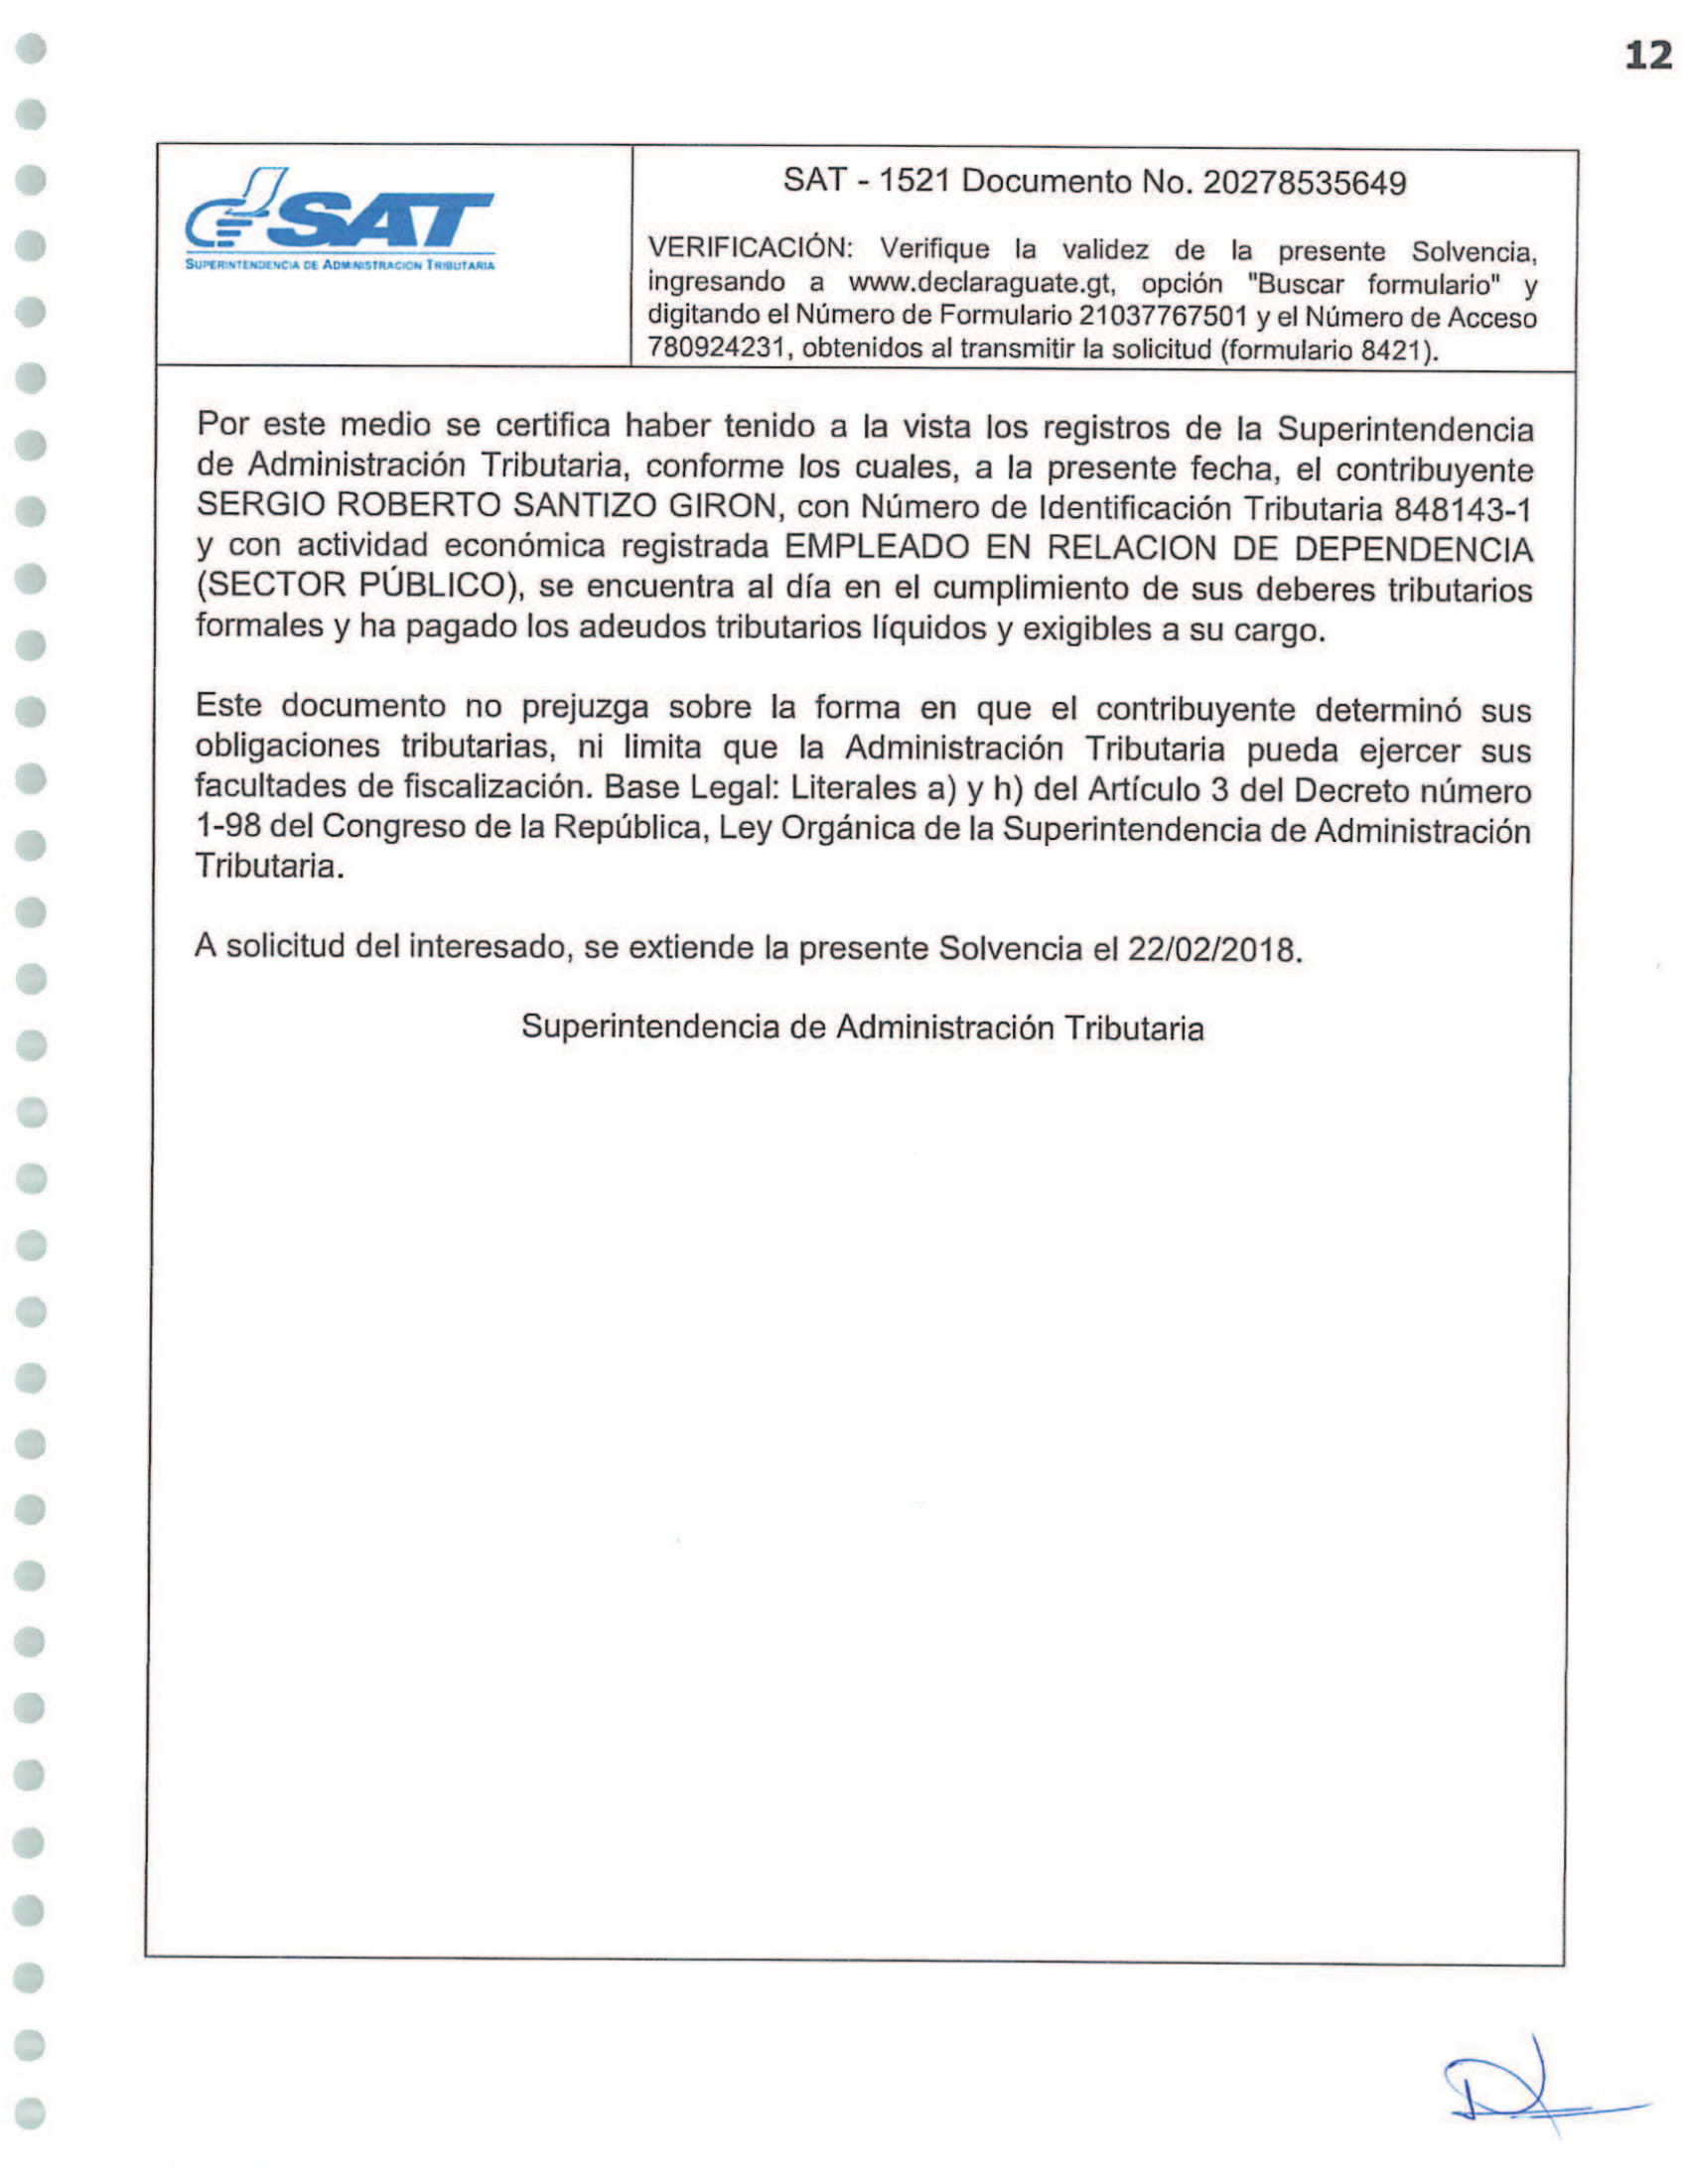 12
SAT
SUPERINTENDENCIA DE ADMINISTRACION TRIBUTARIA
SAT - 1521 Documento No. 20278535649
VERIFICACIÓN: Verifique la validez de la presente Solvencia,
ingresando a www.declaraguate.gt, opción "Buscar formulario" y
digitando el Número de Formulario 21037767501 y el Número de Acceso
780924231, obtenidos al transmitir la solicitud (formulario 8421).
Por este medio se certifica haber tenido a la vista los registros de la Superintendencia
de Administración Tributaria, conforme los cuales, a la presente fecha, el contribuyente
SERGIO ROBERTO SANTIZO GIRON, con Número de Identificación Tributaria 848143-1
y con actividad económica registrada EMPLEADO EN RELACION DE DEPENDENCIA
(SECTOR PÚBLICO), se encuentra al día en el cumplimiento de sus deberes tributarios
formales y ha pagado los adeudos tributarios líquidos y exigibles a su cargo.
Este documento no prejuzga sobre la forma en que el contribuyente determinó sus
obligaciones tributarias, ni limita que la Administración Tributaria pueda ejercer sus
facultades de fiscalización. Base Legal: Literales a) y h) del Artículo 3 del Decreto número
1-98 del Congreso de la República, Ley Orgánica de la Superintendencia de Administración
Tributaria.
A solicitud del interesado, se extiende la presente Solvencia el 22/02/2018.
Superintendencia de Administración Tributaria